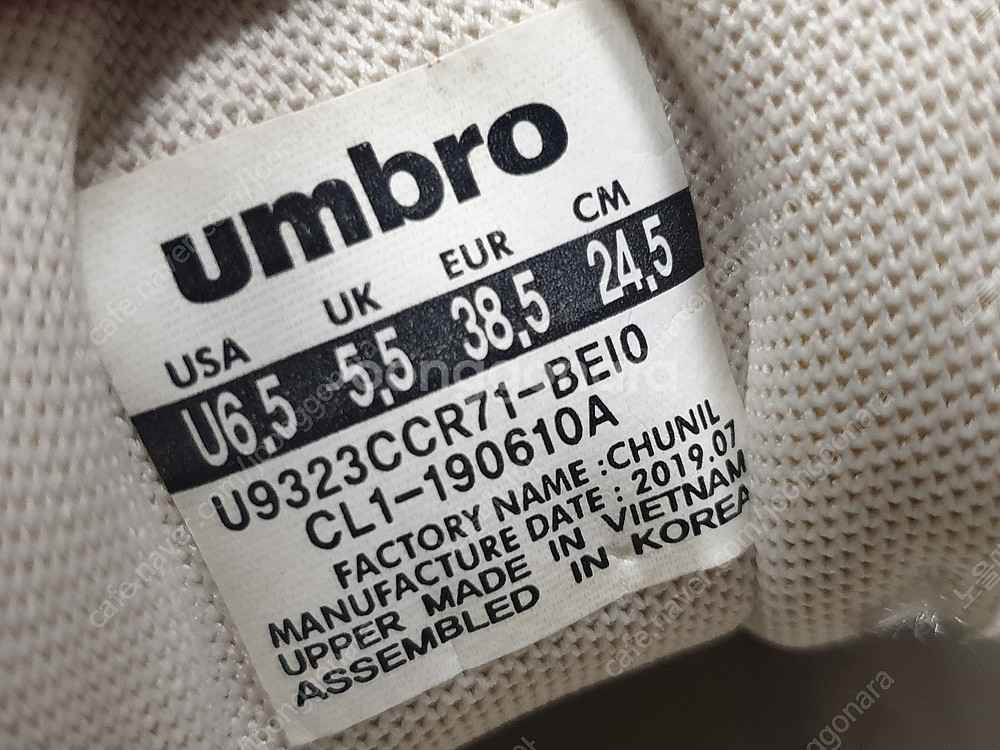 umbro
USA UK EUR CM
U6,5 5,5 38,5 24,5
U9323CCR71-BEI0
CL1-190610A
FACTORY NAME :CHUNIL
MANUFACTURE DATE : 2019.07
UPPER MADE IN VIETNAM
ASSEMBLED IN KOREA
joonggonara